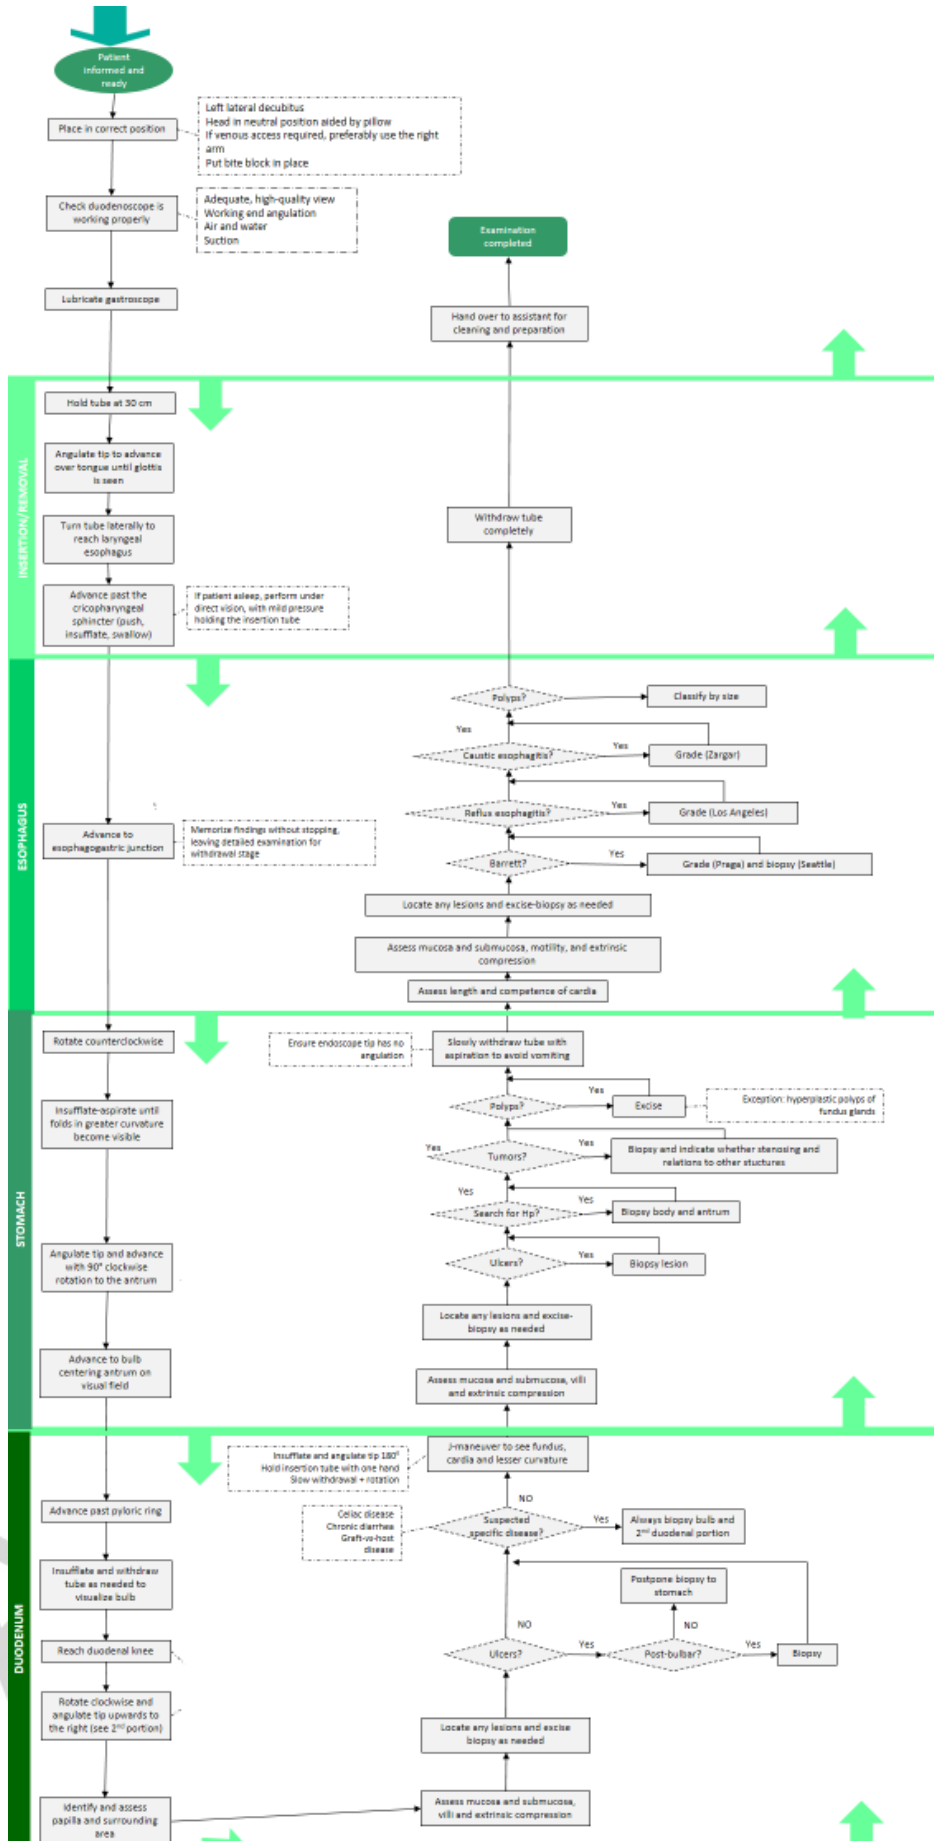 Patient
informed and
ready
Place in correct position
Left lateral decubitus
Head in neutral position aided by pillow
If venous access required, preferably use the right
arm
Put bite block in place
Check duodenoscope is
working properly
Adequate, high-quality view
Working end angulation
Air and water
Suction
Lubricate gastroscope
Examination
completed
Hand over to assistant for
cleaning and preparation
INSERTION/REMOVAL
Hold tube at 30 cm
Angulate tip to advance
over tongue until glottis
is seen
Turn tube laterally to
reach laryngeal
esophagus
Advance past the
cricopharyngeal
sphincter (push,
insufflate, swallow)
If patient asleep, perform under
direct vision, with mild pressure
holding the insertion tube
Withdraw tube
completely
ESOPHAGUS
Advance to
esophagogastric junction
Memorize findings without stopping,
leaving detailed examination for
withdrawal stage
Polyps?
Classify by size
Yes
Caustic esophagitis?
Yes
Grade (Zargar)
Reflux esophagitis?
Yes
Grade (Los Angeles)
Barrett?
Yes
Grade (Praga) and biopsy (Seattle)
Locate any lesions and excise-biopsy as needed
Assess mucosa and submucosa, motility, and extrinsic
compression
Assess length and competence of cardia
STOMACH
Rotate counterclockwise
Insufflate-aspirate until
folds in greater curvature
become visible
Angulate tip and advance
with 90° clockwise
rotation to the antrum
Advance to bulb
centering antrum on
visual field
Ensure endoscope tip has no
angulation
Slowly withdraw tube with
aspiration to avoid vomiting
Polyps?
Yes
Excise
Exception: hyperplastic polyps of
fundus glands
Yes
Tumors?
Yes
Biopsy and indicate whether stenosing and
relations to other stuctures
Yes
Search for Hp?
Yes
Biopsy body and antrum
Ulcers?
Yes
Biopsy lesion
Locate any lesions and excise-
biopsy as needed
Assess mucosa and submucosa, villi
and extrinsic compression
DUODENUM
Advance past pyloric ring
Insufflate and withdraw
tube as needed to
visualize bulb
Reach duodenal knee
Rotate clockwise and
angulate tip upwards to
the right (see 2nd portion)
Identify and assess
papilla and surrounding
area
Insufflate and angulate tip 180°
Hold insertion tube with one hand
Slow withdrawal + rotation
J-maneuver to see fundus,
cardia and lesser curvature
NO
Celiac disease
Chronic diarrhea
Graft-vs-host
disease
Suspected
specific disease?
Yes
Always biopsy bulb and
2nd duodenal portion
Postpone biopsy to
stomach
NO
NO
Ulcers?
Yes
Post-bulbar?
Yes
Biopsy
Locate any lesions and excise
biopsy as needed
Assess mucosa and submucosa,
villi and extrinsic compression